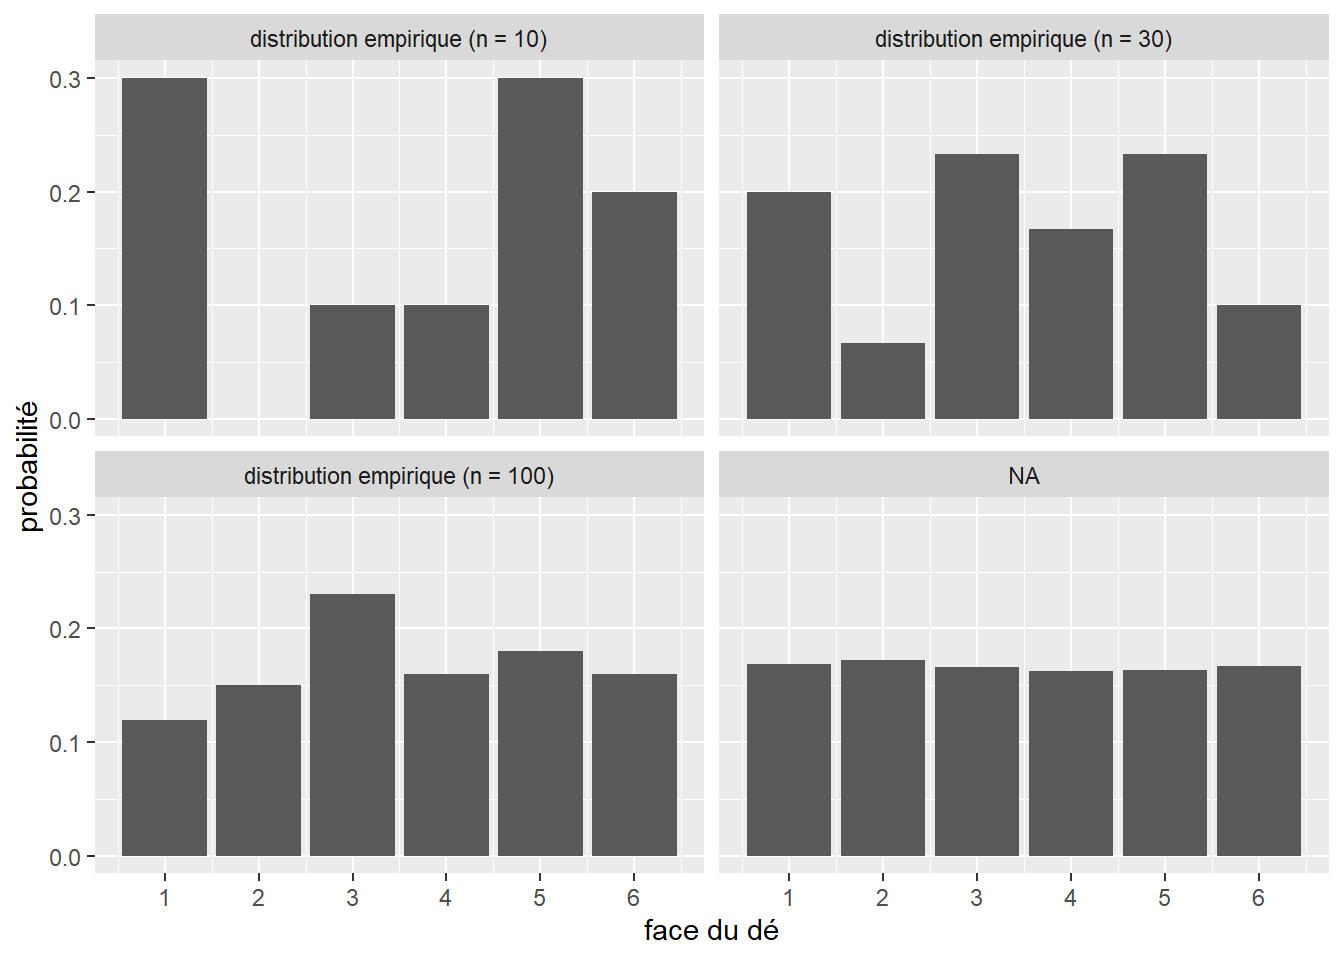 distribution empirique (n = 10)
distribution empirique (n = 30)
0.3
0.2
0.1
0.0
distribution empirique (n = 100)
NA
0.3
0.2
0.1
0.0
1 2 3 4 5 6
1 2 3 4 5 6
face du dé
probabilité